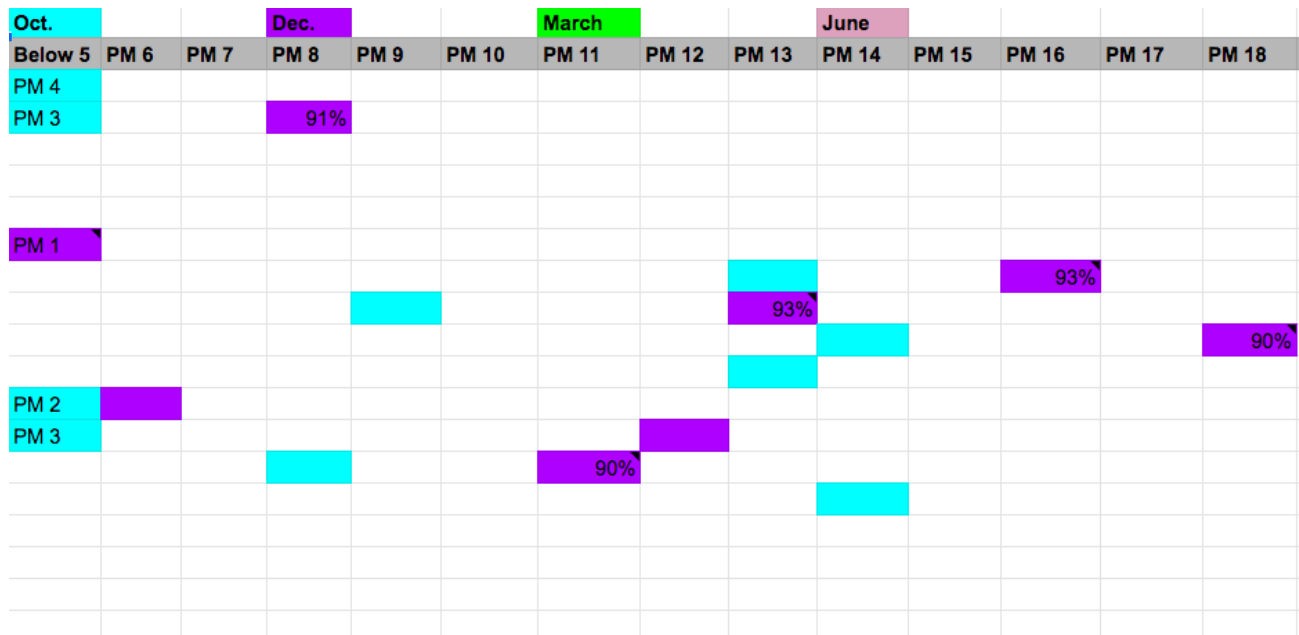 Oct. Dec. March June
Below 5 PM 6 PM 7 PM 8 PM 9 PM 10 PM 11 PM 12 PM 13 PM 14 PM 15 PM 16 PM 17 PM 18
PM 4
PM 3 91%
PM 1
93%
93%
90%
PM 2
PM 3
90%